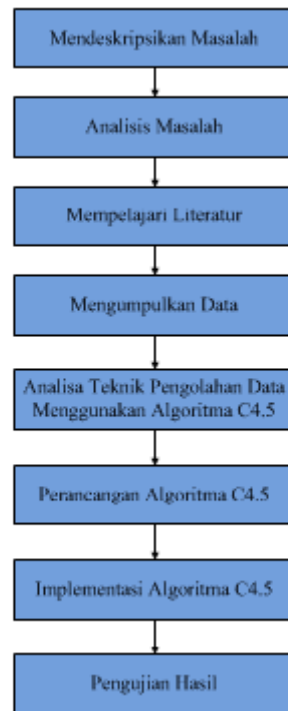 Mendeskripsikan Masalah
Analisis Masalah
Mempelajari Literatur
Mengumpulkan Data
Analisa Teknik Pengolahan Data
Menggunakan Algoritma C4.5
Perancangan Algoritma C4.5
Implementasi Algoritma C4.5
Pengujian Hasil